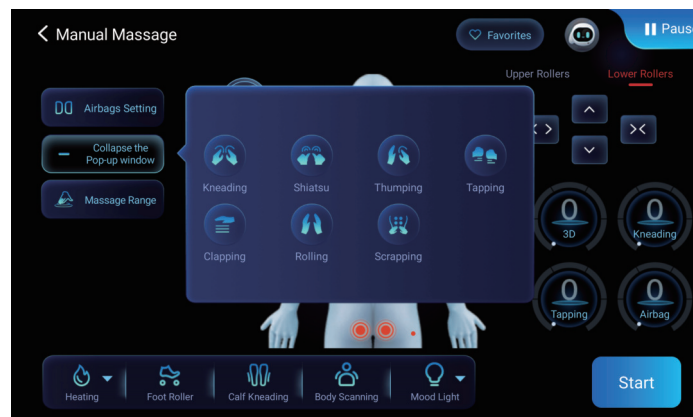 Manual Massage
Favorites
Upper Rollers
Lower Rollers
Airbags Setting
Collapse the
Pop-up window
Massage Range
Kneading
Shiatsu
Thumping
Tapping
Clapping
Rolling
Scrapping
0
3D
0
Kneading
0
Tapping
0
Airbag
Heating
Foot Roller
Calf Kneading
Body Scanning
Mood Light
Start